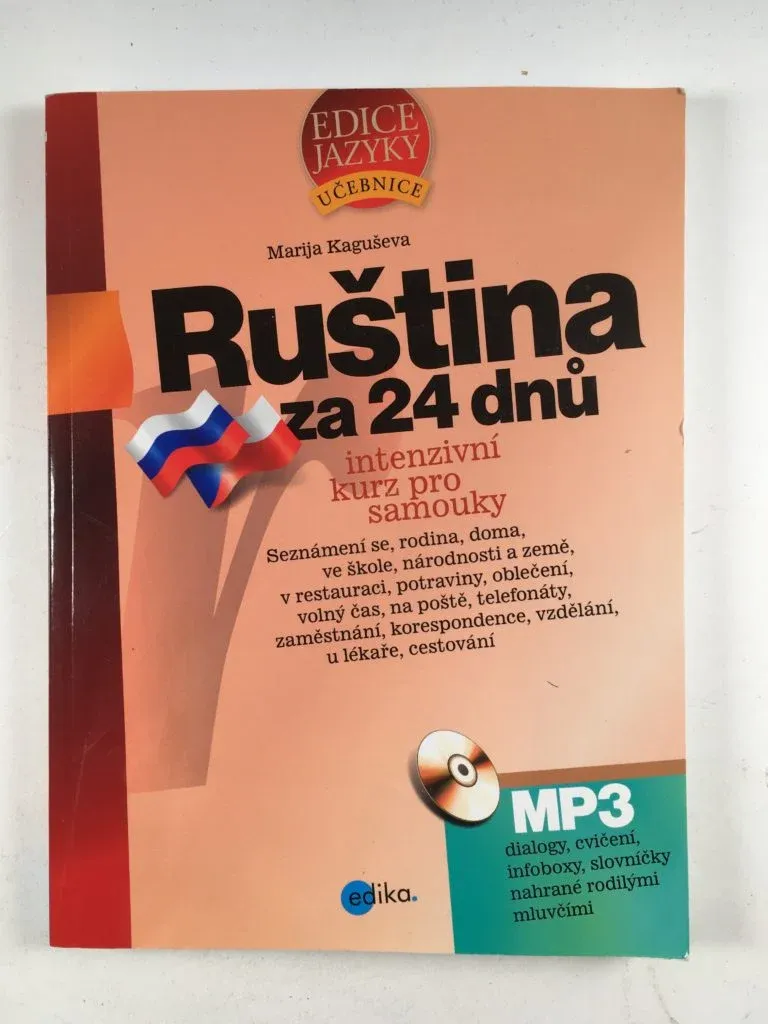 EDICE
JAZYKY
UČEBNICE
Marija Kaguševa
Ruština
za 24 dnů
intenzivní
kurz pro
samouky
Seznámení se, rodina, doma,
ve škole, národnosti a země,
v restauraci, potraviny, oblečení,
volný čas, na poště, telefonáty,
zaměstnání, korespondence, vzdělání,
u lékaře, cestování
MP3
dialogy, cvičení,
infoboxy, slovníčky
nahrané rodilými
mluvčími
edika.